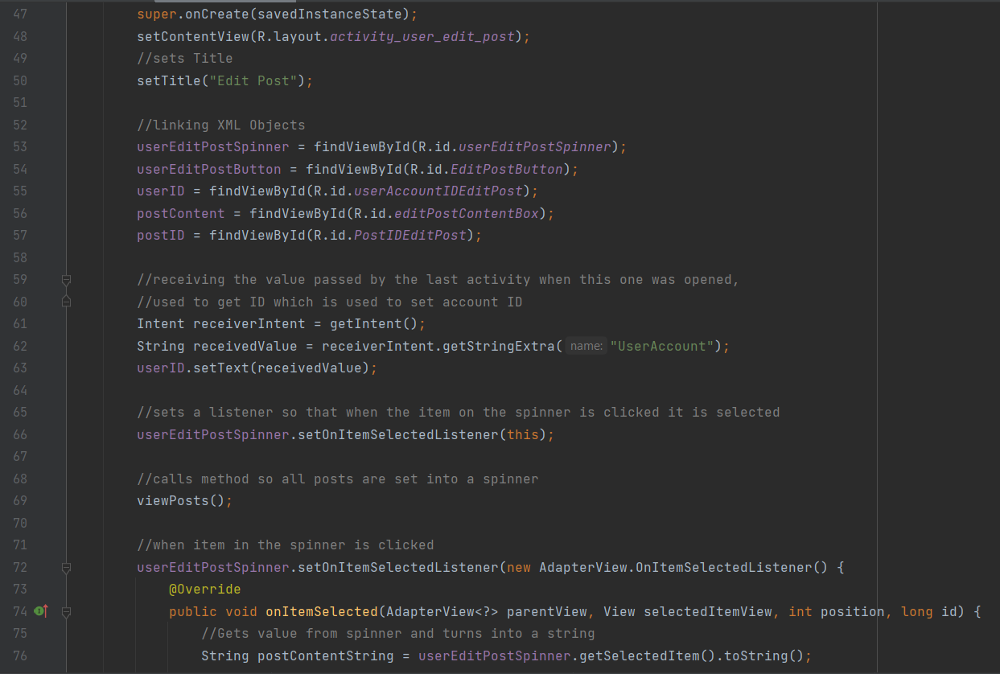 47 super.onCreate(savedInstanceState);
48 setContentView(R.layout.activity_user_edit_post);
49 //sets Title
50 setTitle("Edit Post");
51
52 //linking XML Objects
53 userEditPostSpinner = findViewById(R.id.userEditPostSpinner);
54 userEditPostButton = findViewById(R.id.EditPostButton);
55 userID = findViewById(R.id.userAccountIDEditPost);
56 postContent = findViewById(R.id.editPostContentBox);
57 postID = findViewById(R.id.PostIDEditPost);
58
59 //receiving the value passed by the last activity when this one was opened,
60 //used to get ID which is used to set account ID
61 Intent receiverIntent = getIntent();
62 String receivedValue = receiverIntent.getStringExtra( name: "UserAccount");
63 userID.setText(receivedValue);
64
65 //sets a listener so that when the item on the spinner is clicked it is selected
66 userEditPostSpinner.setOnItemSelectedListener(this);
67
68 //calls method so all posts are set into a spinner
69 viewPosts();
70
71 //when item in the spinner is clicked
72 userEditPostSpinner.setOnItemSelectedListener(new AdapterView.OnItemSelectedListener() {
73 @Override
74 public void onItemSelected(AdapterView<?> parentView, View selectedItemView, int position, long id) {
75 //Gets value from spinner and turns into a string
76 String postContentString = userEditPostSpinner.getSelectedItem().toString();